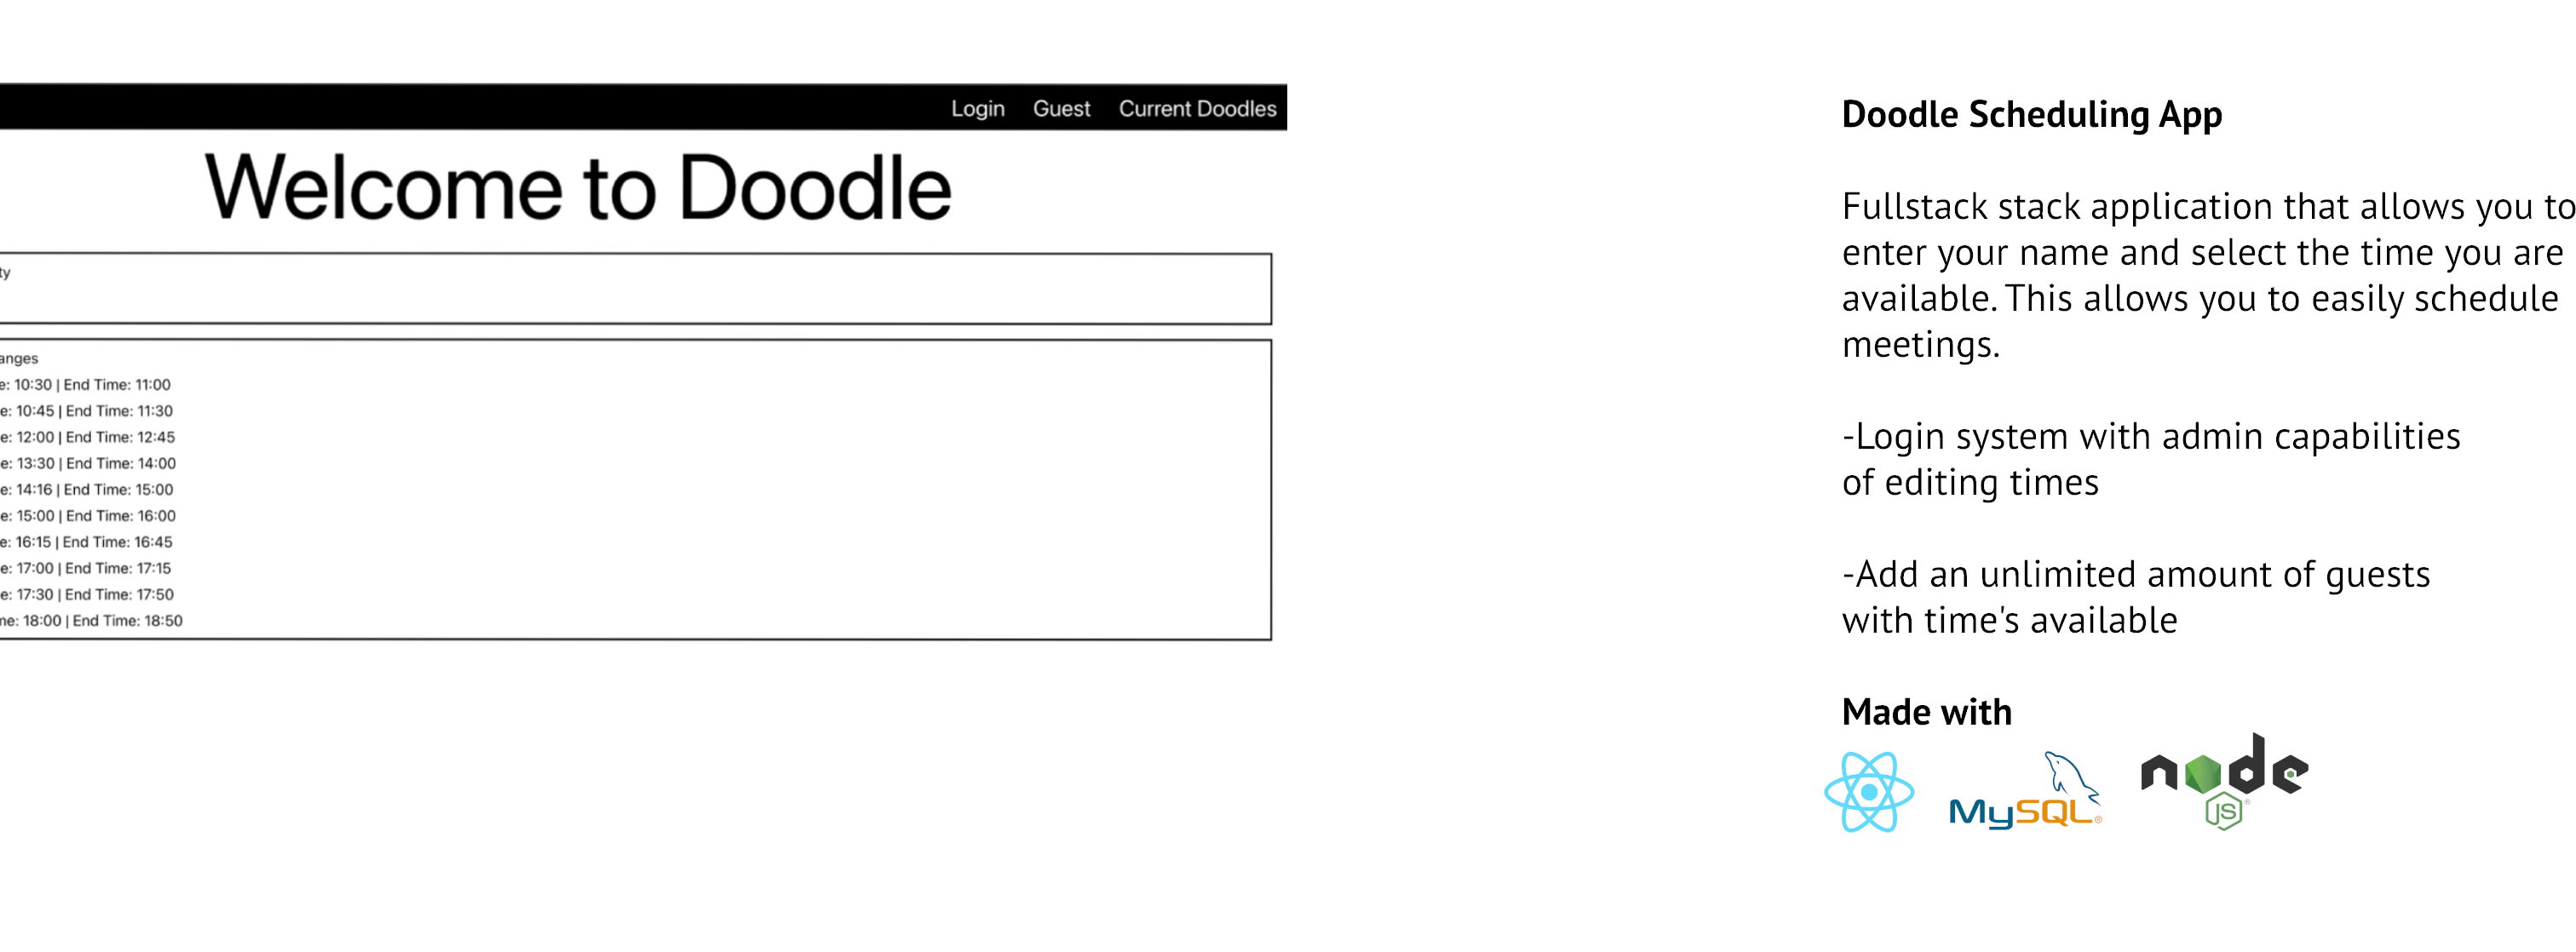 Login Guest Current Doodles
Welcome to Doodle
ty
anges
e: 10:30 | End Time: 11:00
e: 10:45 | End Time: 11:30
e: 12:00 | End Time: 12:45
e: 13:30 | End Time: 14:00
e: 14:16 | End Time: 15:00
e: 15:00 | End Time: 16:00
e: 16:15 | End Time: 16:45
e: 17:00 | End Time: 17:15
e: 17:30 | End Time: 17:50
me: 18:00 | End Time: 18:50
Doodle Scheduling App
Fullstack stack application that allows you to
enter your name and select the time you are
available. This allows you to easily schedule
meetings.
-Login system with admin capabilities
of editing times
-Add an unlimited amount of guests
with time's available
Made with
MySQL®
node
JS®